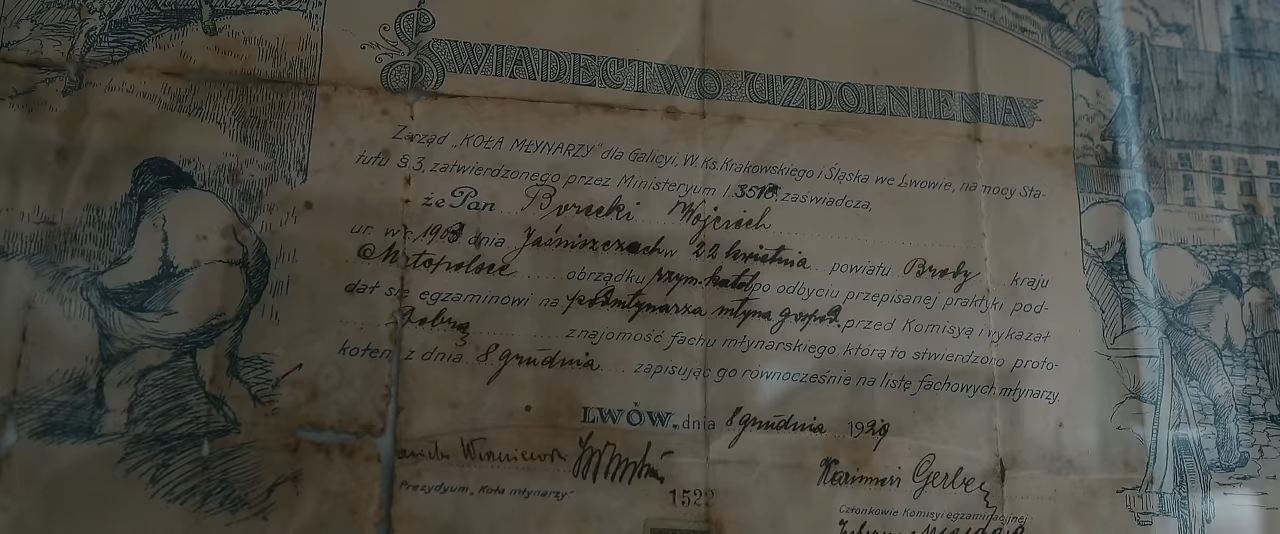 ŚWIADECTWO UZDOLNIENIA
Zarząd „KOŁA MŁYNARZY" dla Galicyi, W. Ks. Krakowskiego i Śląska we Lwowie, na mocy Sta-
tutu § 3, zatwierdzonego przez Ministeryum l. 3518, zaświadcza,
że Pan Borecki Wojciech
ur. w r. 1903 dnia Jaśniszczach w 22 kwietnia powiatu Brody kraju
Małopolsce obrządku rzym. katol po odbyciu przepisanej praktyki pod-
dał się egzaminowi na podmłynarza młyna gospod. przed Komisyą i wykazał
dobrą znajomość fachu młynarskiego, którą to stwierdzono proto-
kołem z dnia 8 grudnia zapisując go równocześnie na listę fachowych młynarzy.
LWÓW, dnia 8 grudnia 1929
Kazimierz Gerber
Prezydyum „Koła młynarzy"
1522
Członkowie Komisyi egzaminacyjnej